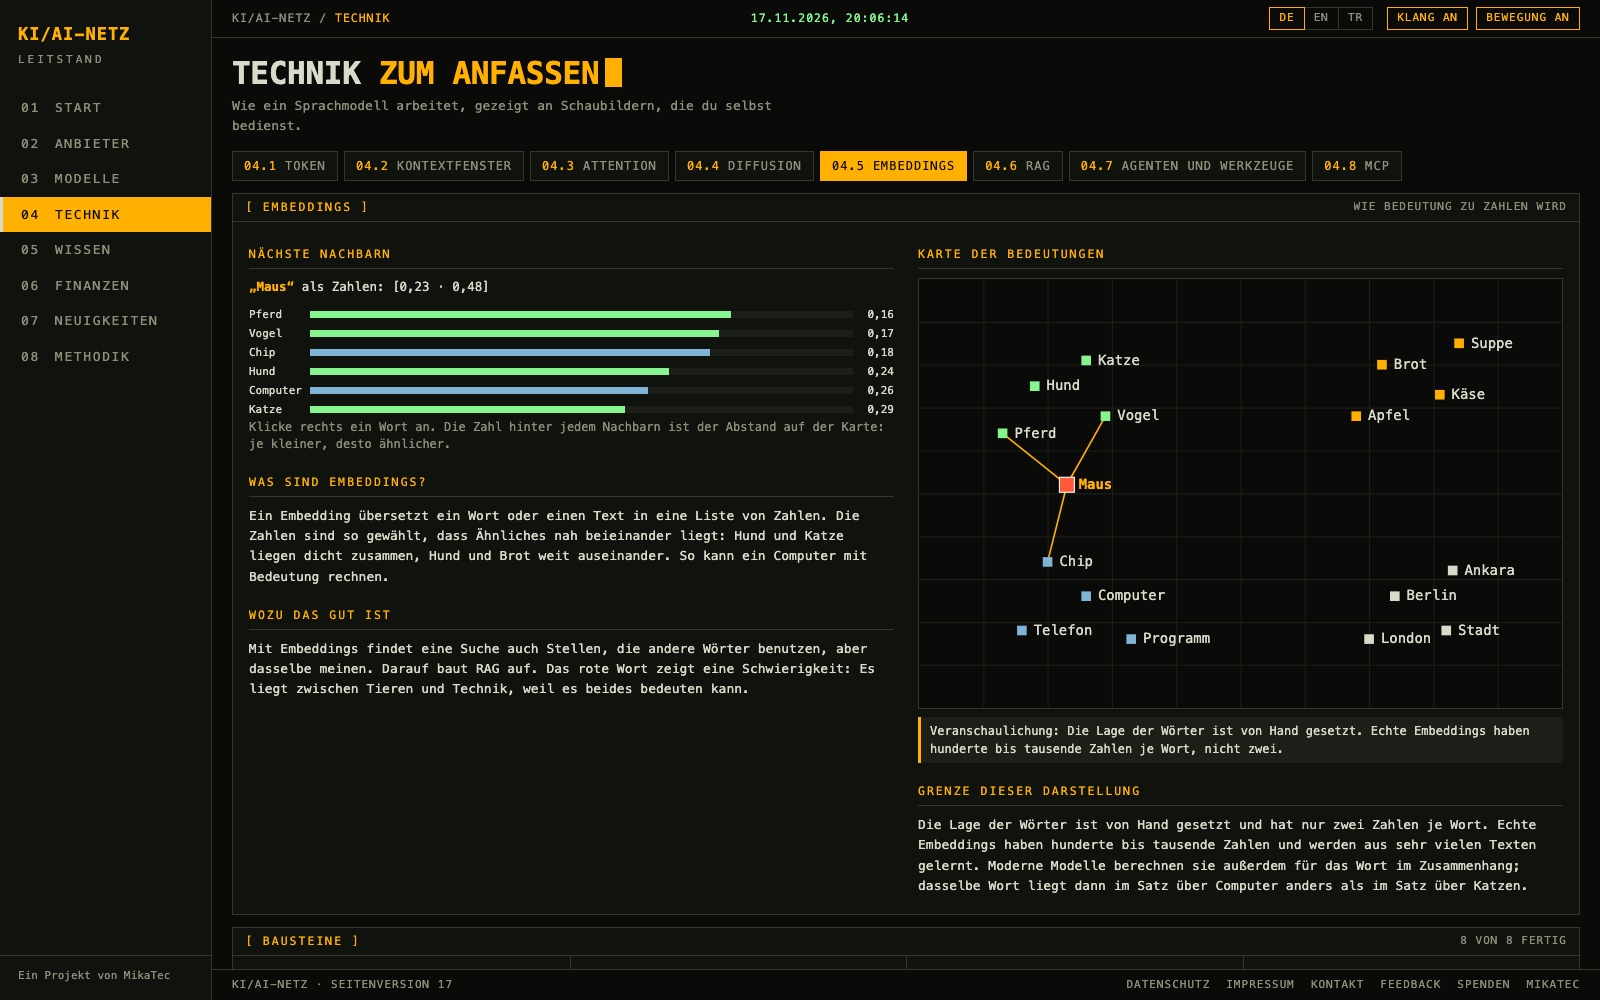 KI/AI-NETZ
LEITSTAND
01 START
02 ANBIETER
03 MODELLE
04 TECHNIK
05 WISSEN
06 FINANZEN
07 NEUIGKEITEN
08 METHODIK
Ein Projekt von MikaTec
KI/AI-NETZ / TECHNIK
17.11.2026, 20:06:14
DE EN TR
KLANG AN
BEWEGUNG AN
TECHNIK ZUM ANFASSEN
Wie ein Sprachmodell arbeitet, gezeigt an Schaubildern, die du selbst
bedienst.
04.1 TOKEN
04.2 KONTEXTFENSTER
04.3 ATTENTION
04.4 DIFFUSION
04.5 EMBEDDINGS
04.6 RAG
04.7 AGENTEN UND WERKZEUGE
04.8 MCP
[ EMBEDDINGS ]
WIE BEDEUTUNG ZU ZAHLEN WIRD
NÄCHSTE NACHBARN
„Maus“ als Zahlen: [0,23 · 0,48]
Pferd 0,16
Vogel 0,17
Chip 0,18
Hund 0,24
Computer 0,26
Katze 0,29
Klicke rechts ein Wort an. Die Zahl hinter jedem Nachbarn ist der Abstand auf der Karte:
je kleiner, desto ähnlicher.
WAS SIND EMBEDDINGS?
Ein Embedding übersetzt ein Wort oder einen Text in eine Liste von Zahlen. Die
Zahlen sind so gewählt, dass Ähnliches nah beieinander liegt: Hund und Katze
liegen dicht zusammen, Hund und Brot weit auseinander. So kann ein Computer mit
Bedeutung rechnen.
WOZU DAS GUT IST
Mit Embeddings findet eine Suche auch Stellen, die andere Wörter benutzen, aber
dasselbe meinen. Darauf baut RAG auf. Das rote Wort zeigt eine Schwierigkeit: Es
liegt zwischen Tieren und Technik, weil es beides bedeuten kann.
KARTE DER BEDEUTUNGEN
Suppe
Katze
Brot
Hund
Käse
Vogel
Apfel
Pferd
Maus
Chip
Ankara
Computer
Berlin
Telefon
Stadt
Programm
London
Veranschaulichung: Die Lage der Wörter ist von Hand gesetzt. Echte Embeddings haben
hunderte bis tausende Zahlen je Wort, nicht zwei.
GRENZE DIESER DARSTELLUNG
Die Lage der Wörter ist von Hand gesetzt und hat nur zwei Zahlen je Wort. Echte
Embeddings haben hunderte bis tausende Zahlen und werden aus sehr vielen Texten
gelernt. Moderne Modelle berechnen sie außerdem für das Wort im Zusammenhang;
dasselbe Wort liegt dann im Satz über Computer anders als im Satz über Katzen.
[ BAUSTEINE ]
8 VON 8 FERTIG
KI/AI-NETZ · SEITENVERSION 17
DATENSCHUTZ IMPRESSUM KONTAKT FEEDBACK SPENDEN MIKATEC